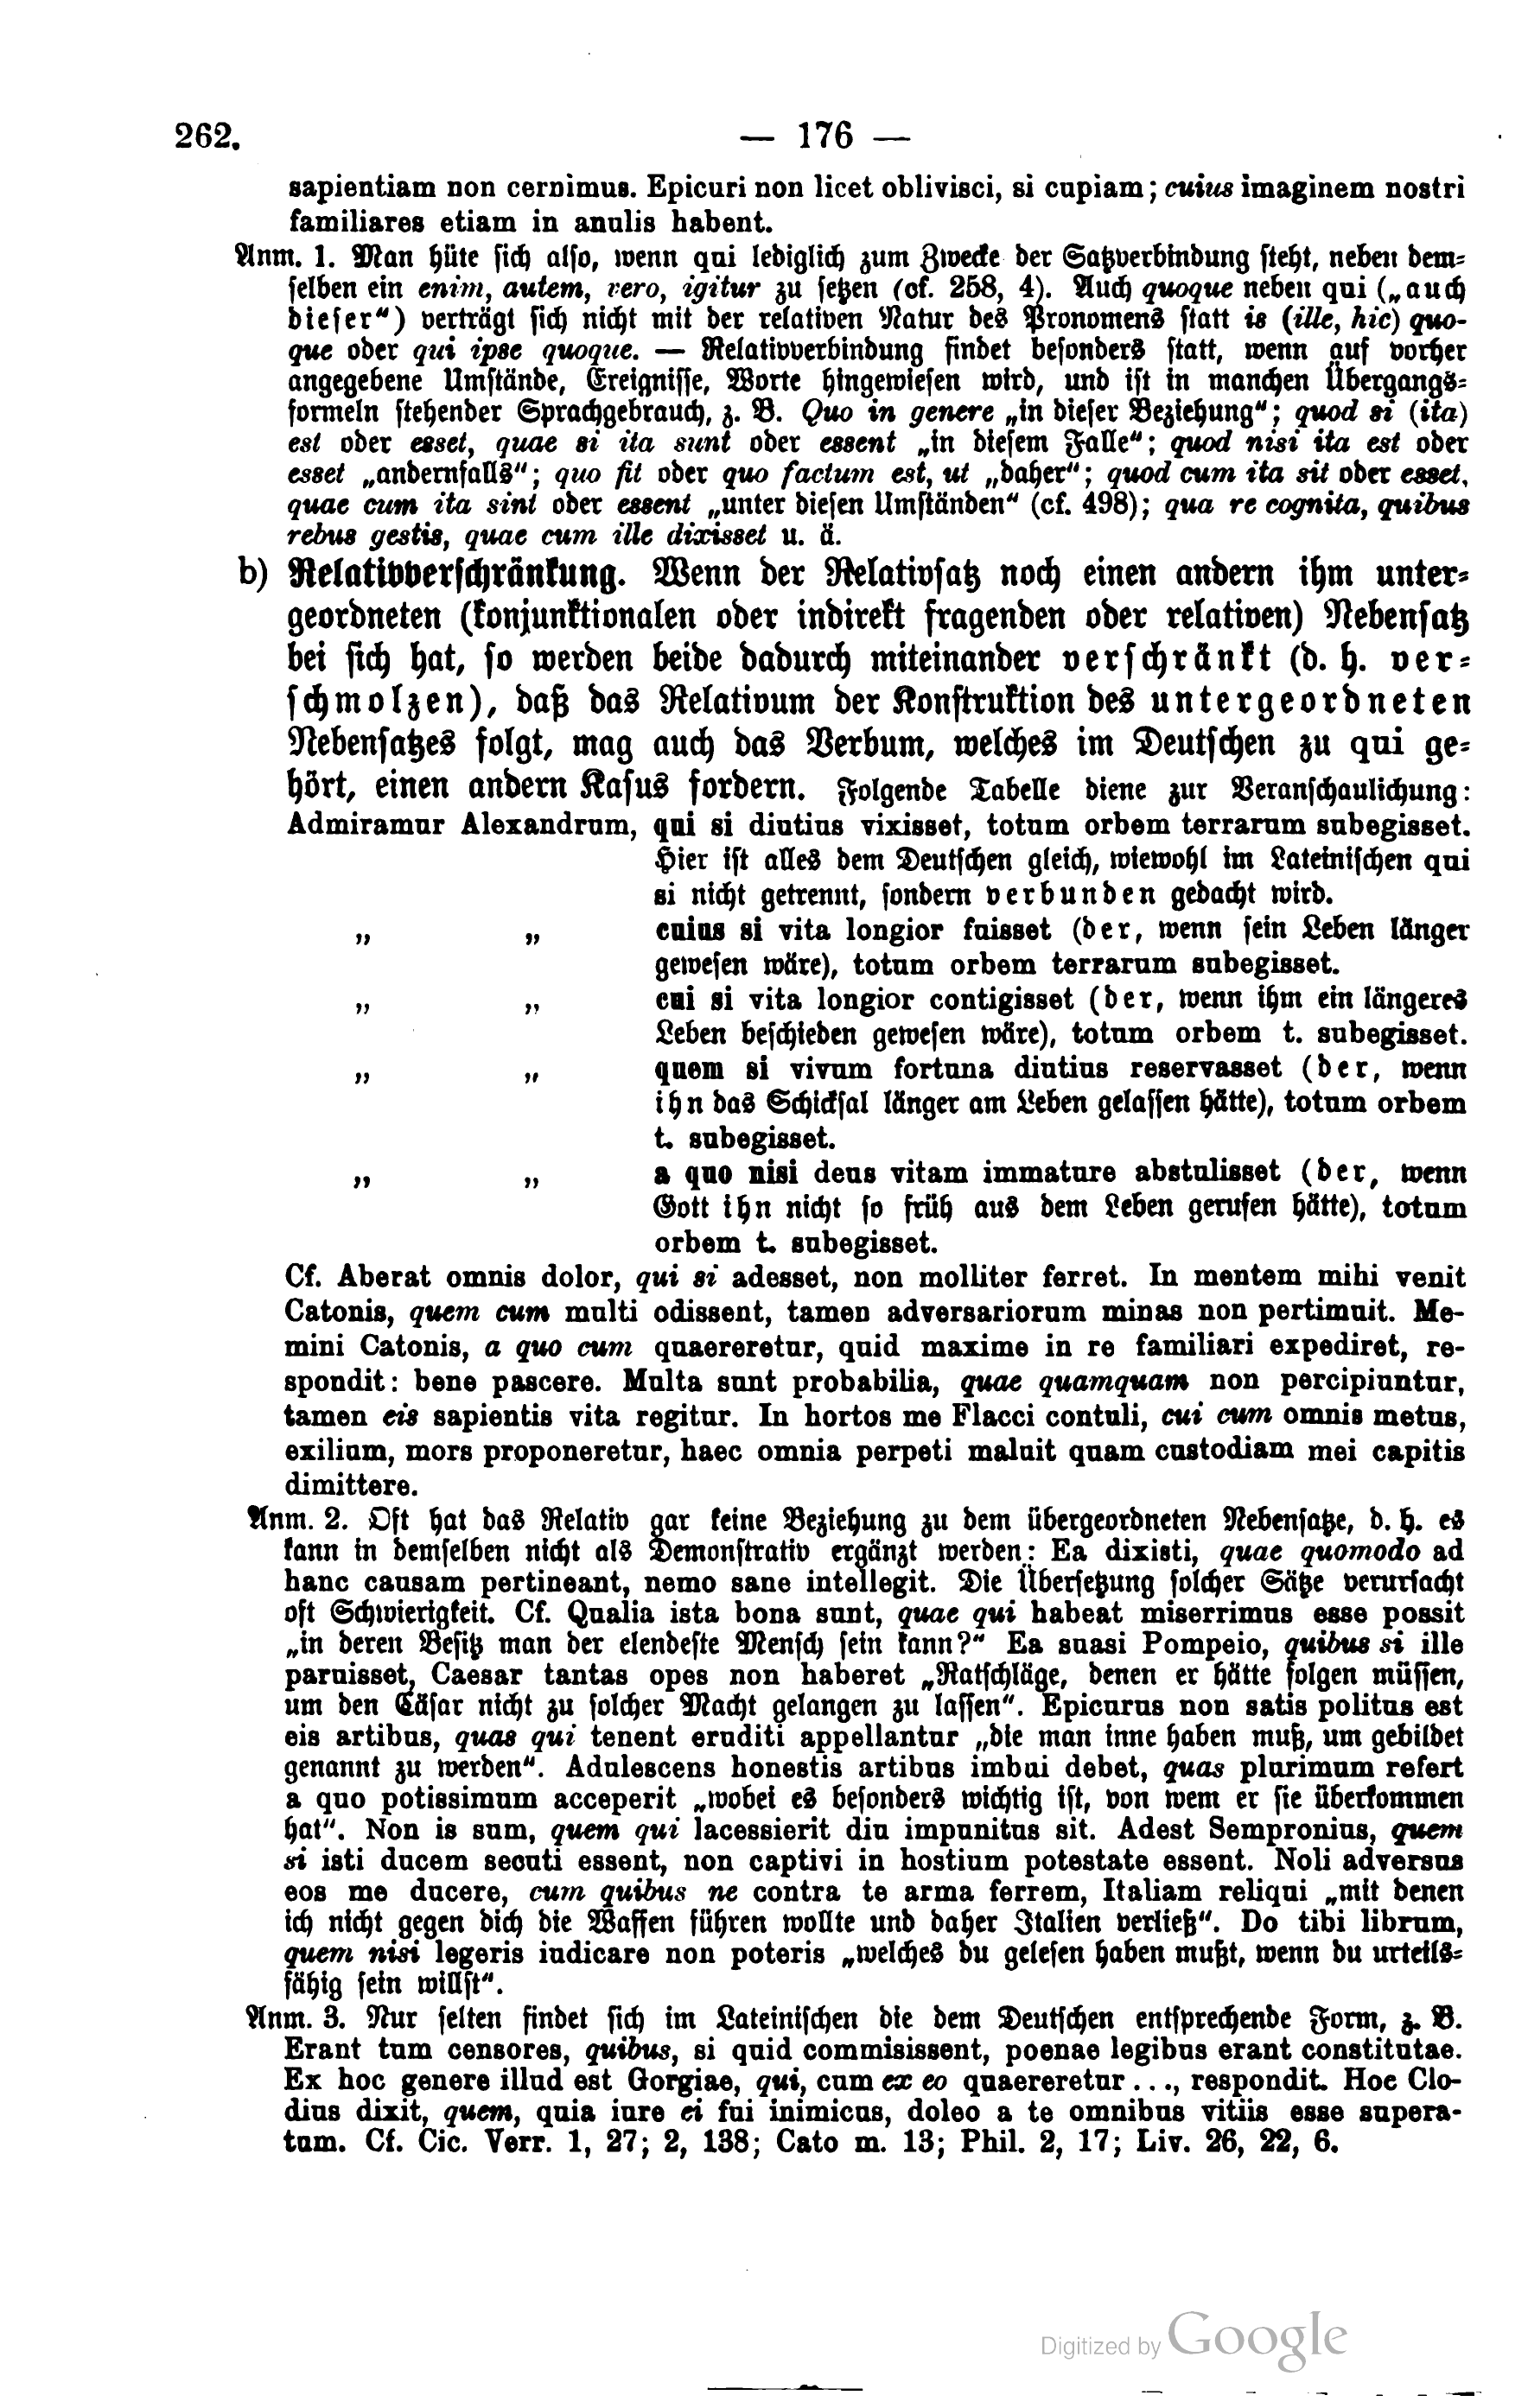 262.
— 176 —
sapientiam non cernimus. Epicuri non licet oblivisci, si cupiam; cuius imaginem nostri
familiares etiam in anulis habent.
Anm. 1. Man hüte sich also, wenn qui lediglich zum Zwecke der Satzverbindung steht, neben dem-
selben ein enim, autem, vero, igitur zu setzen (cf. 258, 4). Auch quoque neben qui („auch
dieser“) verträgt sich nicht mit der relativen Natur des Pronomens statt is (ille, hic) quo-
que oder qui ipse quoque. — Relativverbindung findet besonders statt, wenn auf vorher
angegebene Umstände, Ereignisse, Worte hingewiesen wird, und ist in manchen Übergangs-
formeln stehender Sprachgebrauch, z. B. Quo in genere „in dieser Beziehung“; quod si (ita)
est oder esset, quae si ita sunt oder essent „in diesem Falle“; quod nisi ita est oder
esset „andernfalls“; quo fit oder quo factum est, ut „daher“; quod cum ita sit oder esset,
quae cum ita sint oder essent „unter diesen Umständen“ (cf. 498); qua re cognita, quibus
rebus gestis, quae cum ille dixisset u. ä.
b) Relativverschränkung. Wenn der Relativsatz noch einen andern ihm unter-
geordneten (konjunktionalen oder indirekt fragenden oder relativen) Nebensatz
bei sich hat, so werden beide dadurch miteinander verschränkt (d. h. ver-
schmolzen), daß das Relativum der Konstruktion des untergeordneten
Nebensatzes folgt, mag auch das Verbum, welches im Deutschen zu qui ge-
hört, einen andern Kasus fordern. Folgende Tabelle diene zur Veranschaulichung:
Admiramur Alexandrum, qui si diutius vixisset, totum orbem terrarum subegisset.
Hier ist alles dem Deutschen gleich, wiewohl im Lateinischen qui
si nicht getrennt, sondern verbunden gedacht wird.
„ „ cuius si vita longior fuisset (der, wenn sein Leben länger
gewesen wäre), totum orbem terrarum subegisset.
„ „ cui si vita longior contigisset (der, wenn ihm ein längeres
Leben beschieden gewesen wäre), totum orbem t. subegisset.
„ „ quem si vivum fortuna diutius reservasset (der, wenn
ihn das Schicksal länger am Leben gelassen hätte), totum orbem
t. subegisset.
„ „ a quo nisi deus vitam immature abstulisset (der, wenn
Gott ihn nicht so früh aus dem Leben gerufen hätte), totum
orbem t. subegisset.
Cf. Aberat omnis dolor, qui si adesset, non molliter ferret. In mentem mihi venit
Catonis, quem cum multi odissent, tamen adversariorum minas non pertimuit. Me-
mini Catonis, a quo cum quaereretur, quid maxime in re familiari expediret, re-
spondit: bene pascere. Multa sunt probabilia, quae quamquam non percipiuntur,
tamen eis sapientis vita regitur. In hortos me Flacci contuli, cui cum omnis metus,
exilium, mors proponeretur, haec omnia perpeti maluit quam custodiam mei capitis
dimittere.
Anm. 2. Oft hat das Relativ gar keine Beziehung zu dem übergeordneten Nebensatze, d. h. es
kann in demselben nicht als Demonstrativ ergänzt werden: Ea dixisti, quae quomodo ad
hanc causam pertineant, nemo sane intellegit. Die Übersetzung solcher Sätze verursacht
oft Schwierigkeit. Cf. Qualia ista bona sunt, quae qui habeat miserrimus esse possit
„in deren Besitz man der elendeste Mensch sein kann?“ Ea suasi Pompeio, quibus si ille
paruisset, Caesar tantas opes non haberet „Ratschläge, denen er hätte folgen müssen,
um den Cäsar nicht zu solcher Macht gelangen zu lassen“. Epicurus non satis politus est
eis artibus, quas qui tenent eruditi appellantur „die man inne haben muß, um gebildet
genannt zu werden“. Adulescens honestis artibus imbui debet, quas plurimum refert
a quo potissimum acceperit „wobei es besonders wichtig ist, von wem er sie überkommen
hat“. Non is sum, quem qui lacessierit diu impunitus sit. Adest Sempronius, quem
si isti ducem secuti essent, non captivi in hostium potestate essent. Noli adversus
eos me ducere, cum quibus ne contra te arma ferrem, Italiam reliqui „mit denen
ich nicht gegen dich die Waffen führen wollte und daher Italien verließ“. Do tibi librum,
quem nisi legeris iudicare non poteris „welches du gelesen haben mußt, wenn du urteils-
fähig sein willst“.
Anm. 3. Nur selten findet sich im Lateinischen die dem Deutschen entsprechende Form, z. B.
Erant tum censores, quibus, si quid commisissent, poenae legibus erant constitutae.
Ex hoc genere illud est Gorgiae, qui, cum ex eo quaereretur ..., respondit. Hoc Clo-
dius dixit, quem, quia iure ei fui inimicus, doleo a te omnibus vitiis esse supera-
tum. Cf. Cic. Verr. 1, 27; 2, 138; Cato m. 13; Phil. 2, 17; Liv. 26, 22, 6.
Digitized by Google